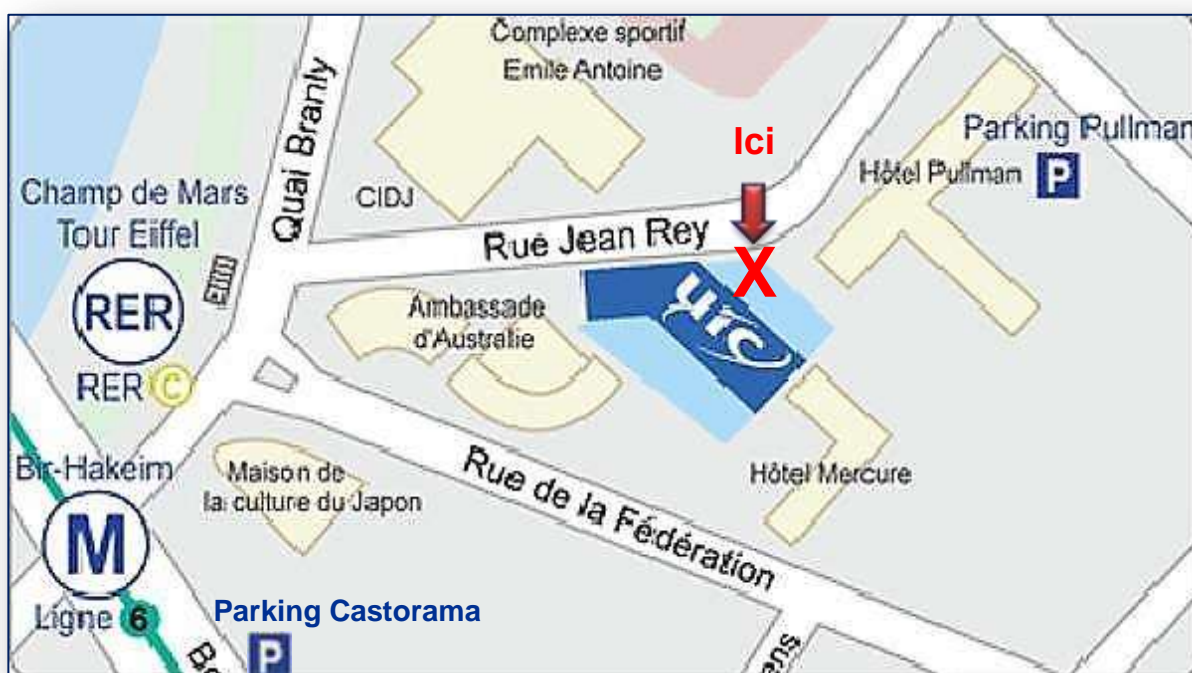 Complexe sportif
Emile Antoine
Quai Branly
Ici
Parking Pullman
P
Hôtel Pullman
Champ de Mars
Tour Eiffel
CIDJ
Rue Jean Rey
RER
RER C
Ambassade
d'Australie
uic
X
Bir-Hakeim
M
Ligne 6
Maison de
la culture du Japon
Rue de la Fédération
Hôtel Mercure
Parking Castorama
P